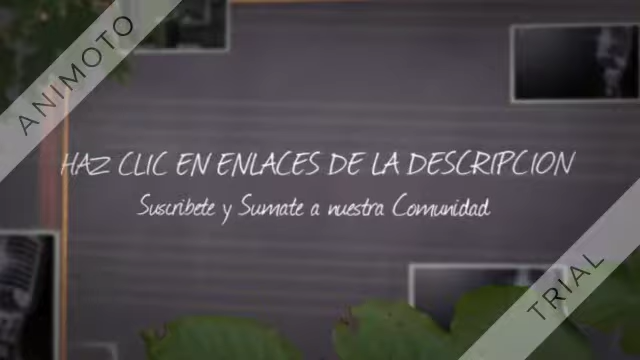 ANIMOTO
HAZ CLIC EN ENLACES DE LA DESCRIPCION
Suscribete y Sumate a nuestra Comunidad
TRIAL